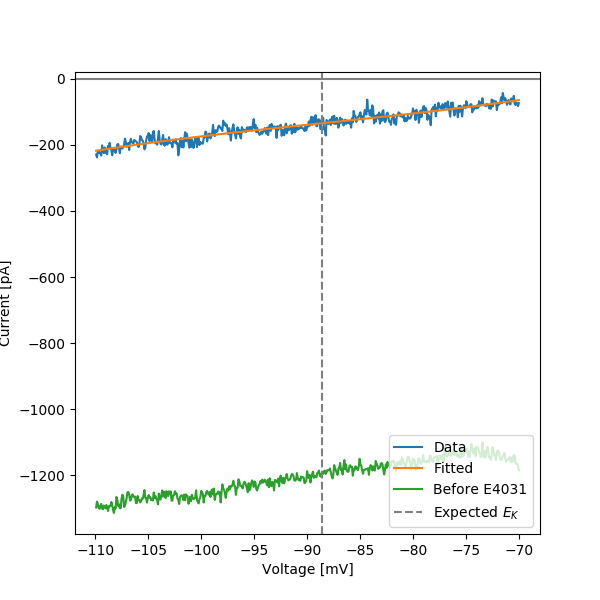 0
−200
−400
−600
−800
−1000
−1200
Current [pA]
Data
Fitted
Before E4031
Expected E_K
−110 −105 −100 −95 −90 −85 −80 −75 −70
Voltage [mV]